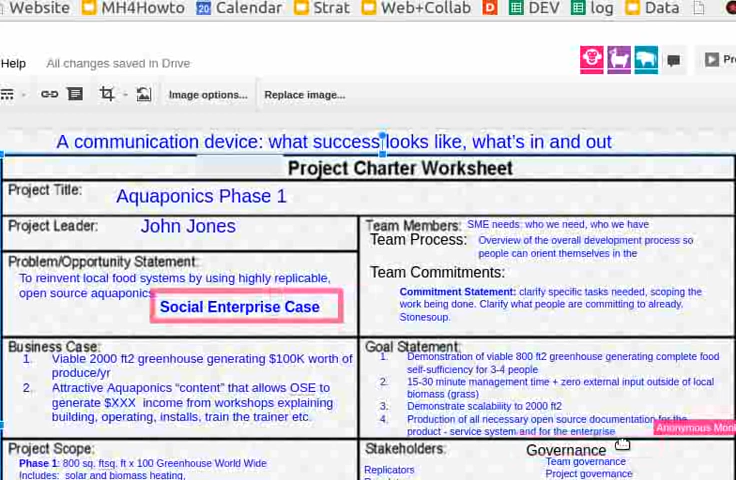 Website MH4Howto 20 Calendar Strat Web+Collab D DEV log Data
Help All changes saved in Drive
Image options... Replace image...
A communication device: what success looks like, what's in and out
Project Charter Worksheet
Project Title: Aquaponics Phase 1
Project Leader: John Jones
Team Members: SME needs: who we need, who we have
Team Process: Overview of the overall development process so
people can orient themselves in the
Team Commitments:
Commitment Statement: clarify specific tasks needed, scoping the
work being done. Clarify what people are committing to already.
Stonesoup.
Problem/Opportunity Statement:
To reinvent local food systems by using highly replicable,
open source aquaponics
Social Enterprise Case
Business Case:
1. Viable 2000 ft2 greenhouse generating $100K worth of
produce/yr
2. Attractive Aquaponics “content” that allows OSE to
generate $XXX income from workshops explaining
building, operating, installs, train the trainer etc.
Goal Statement:
1. Demonstration of viable 800 ft2 greenhouse generating complete food
self-sufficiency for 3-4 people
2. 15-30 minute management time + zero external input outside of local
biomass (grass)
3. Demonstrate scalability to 2000 ft2
4. Production of all necessary open source documentation for the
product - service system and for the enterprise
Anonymous Monk
Project Scope:
Phase 1: 800 sq. ftsq. ft x 100 Greenhouse World Wide
Includes: solar and biomass heating,
Stakeholders:
Replicators
Governance
Team governance
Project governance